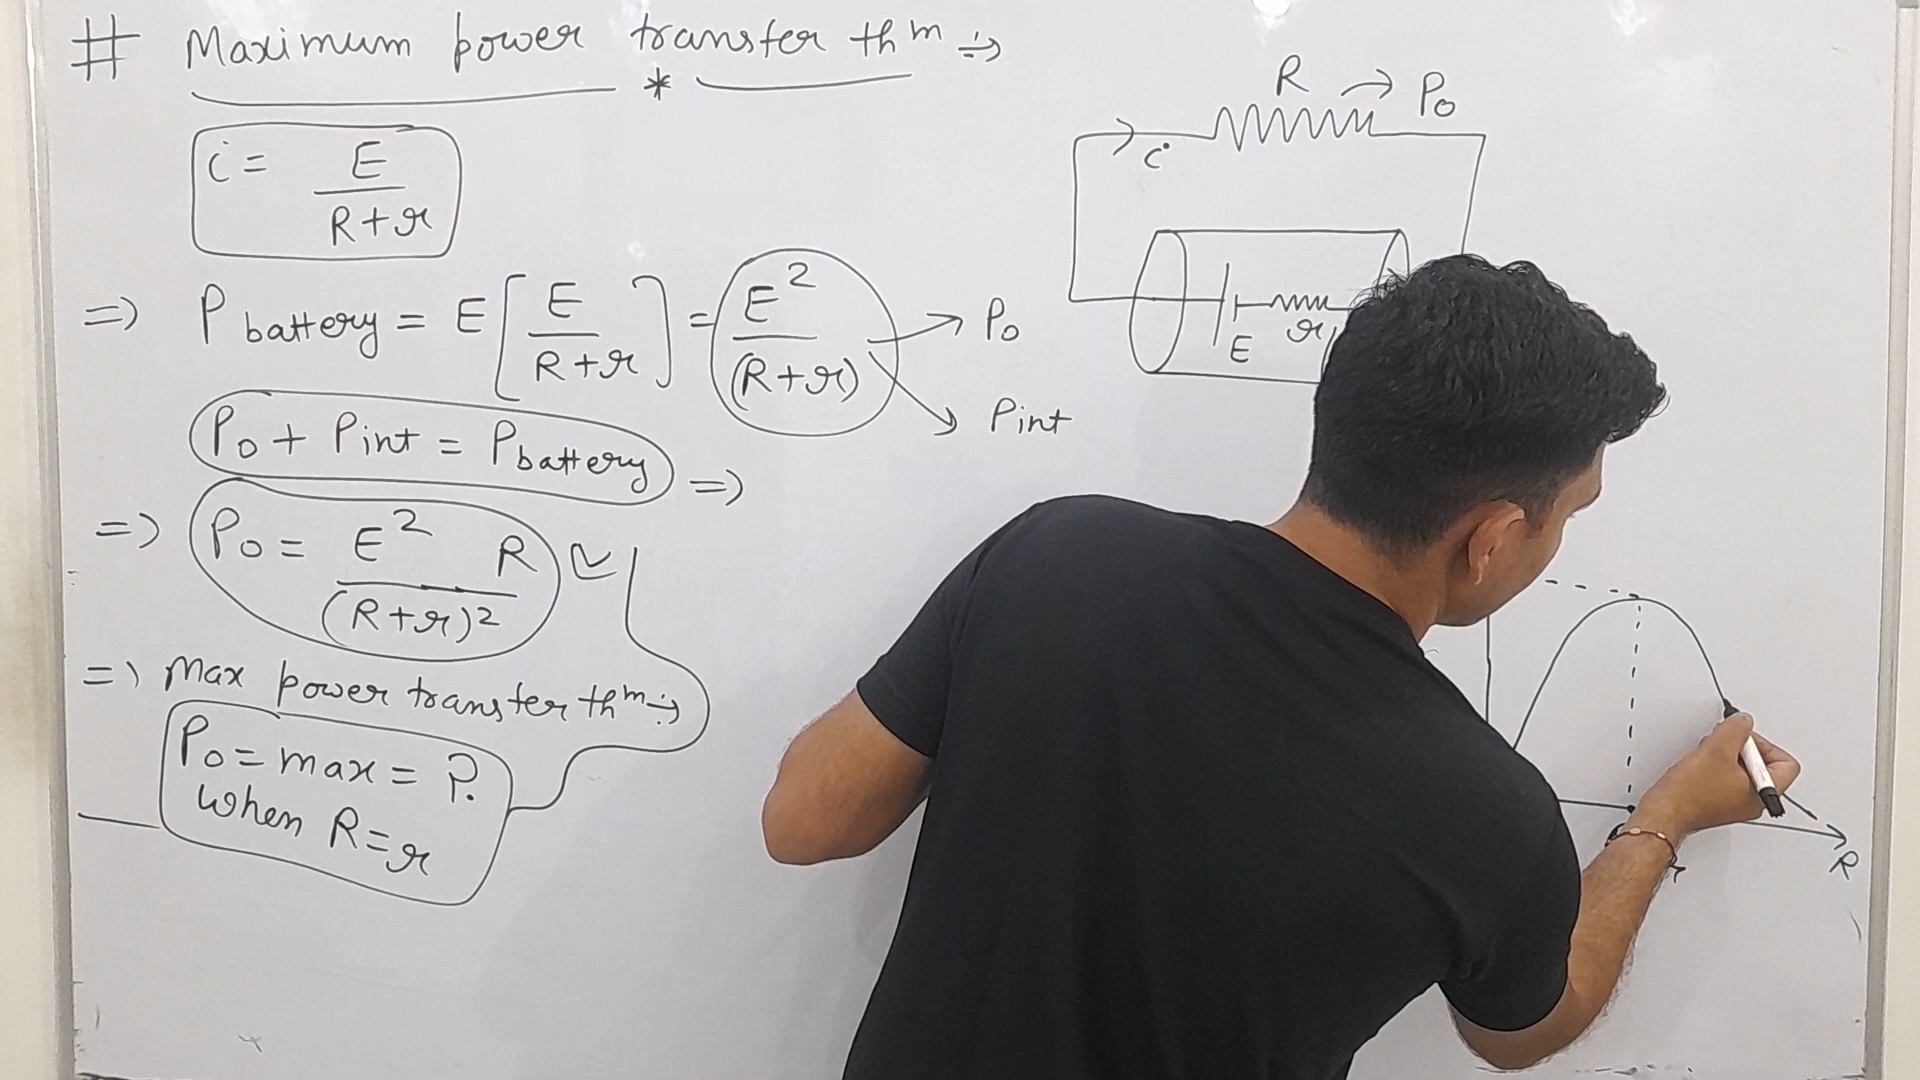 # Maximum power transfer thm ÷)
*
i = E / R+r
=> P battery = E [ E / R+r ] = E² / (R+r)
Po
Pint
Po + Pint = Pbattery =>
=> Po = E² R / (R+r)²
=> Max power transfer thm ÷)
Po = max = ?
when R = r
R → Po
i
E r
R